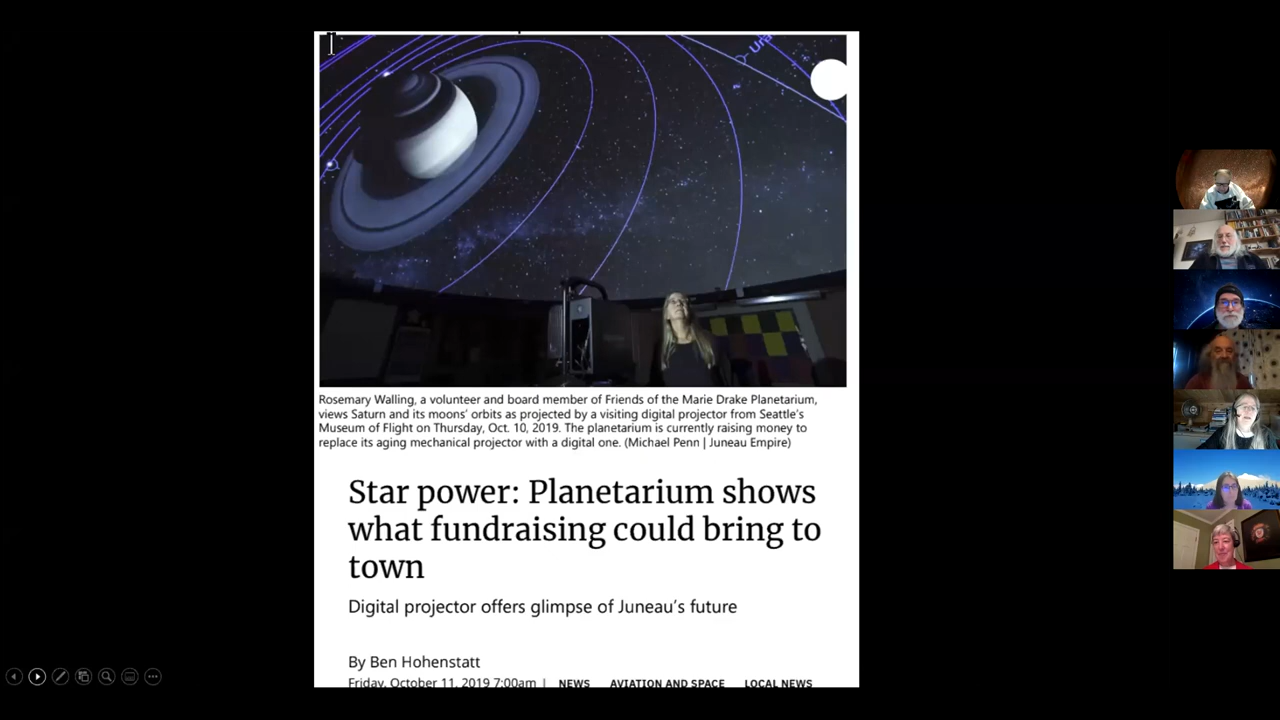 Ura
Rosemary Walling, a volunteer and board member of Friends of the Marie Drake Planetarium,
views Saturn and its moons' orbits as projected by a visiting digital projector from Seattle's
Museum of Flight on Thursday, Oct. 10, 2019. The planetarium is currently raising money to
replace its aging mechanical projector with a digital one. (Michael Penn | Juneau Empire)
Star power: Planetarium shows
what fundraising could bring to
town
Digital projector offers glimpse of Juneau's future
By Ben Hohenstatt
Friday, October 11, 2019 7:00am | NEWS AVIATION AND SPACE LOCAL NEWS